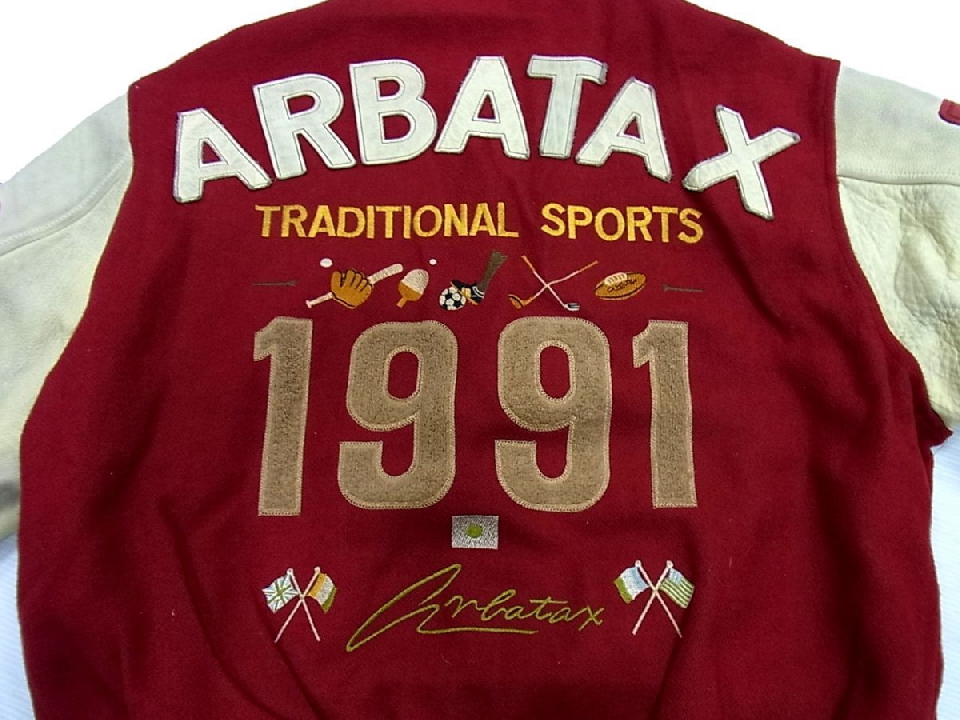 ARBATAX
TRADITIONAL SPORTS
1991
Arbatax